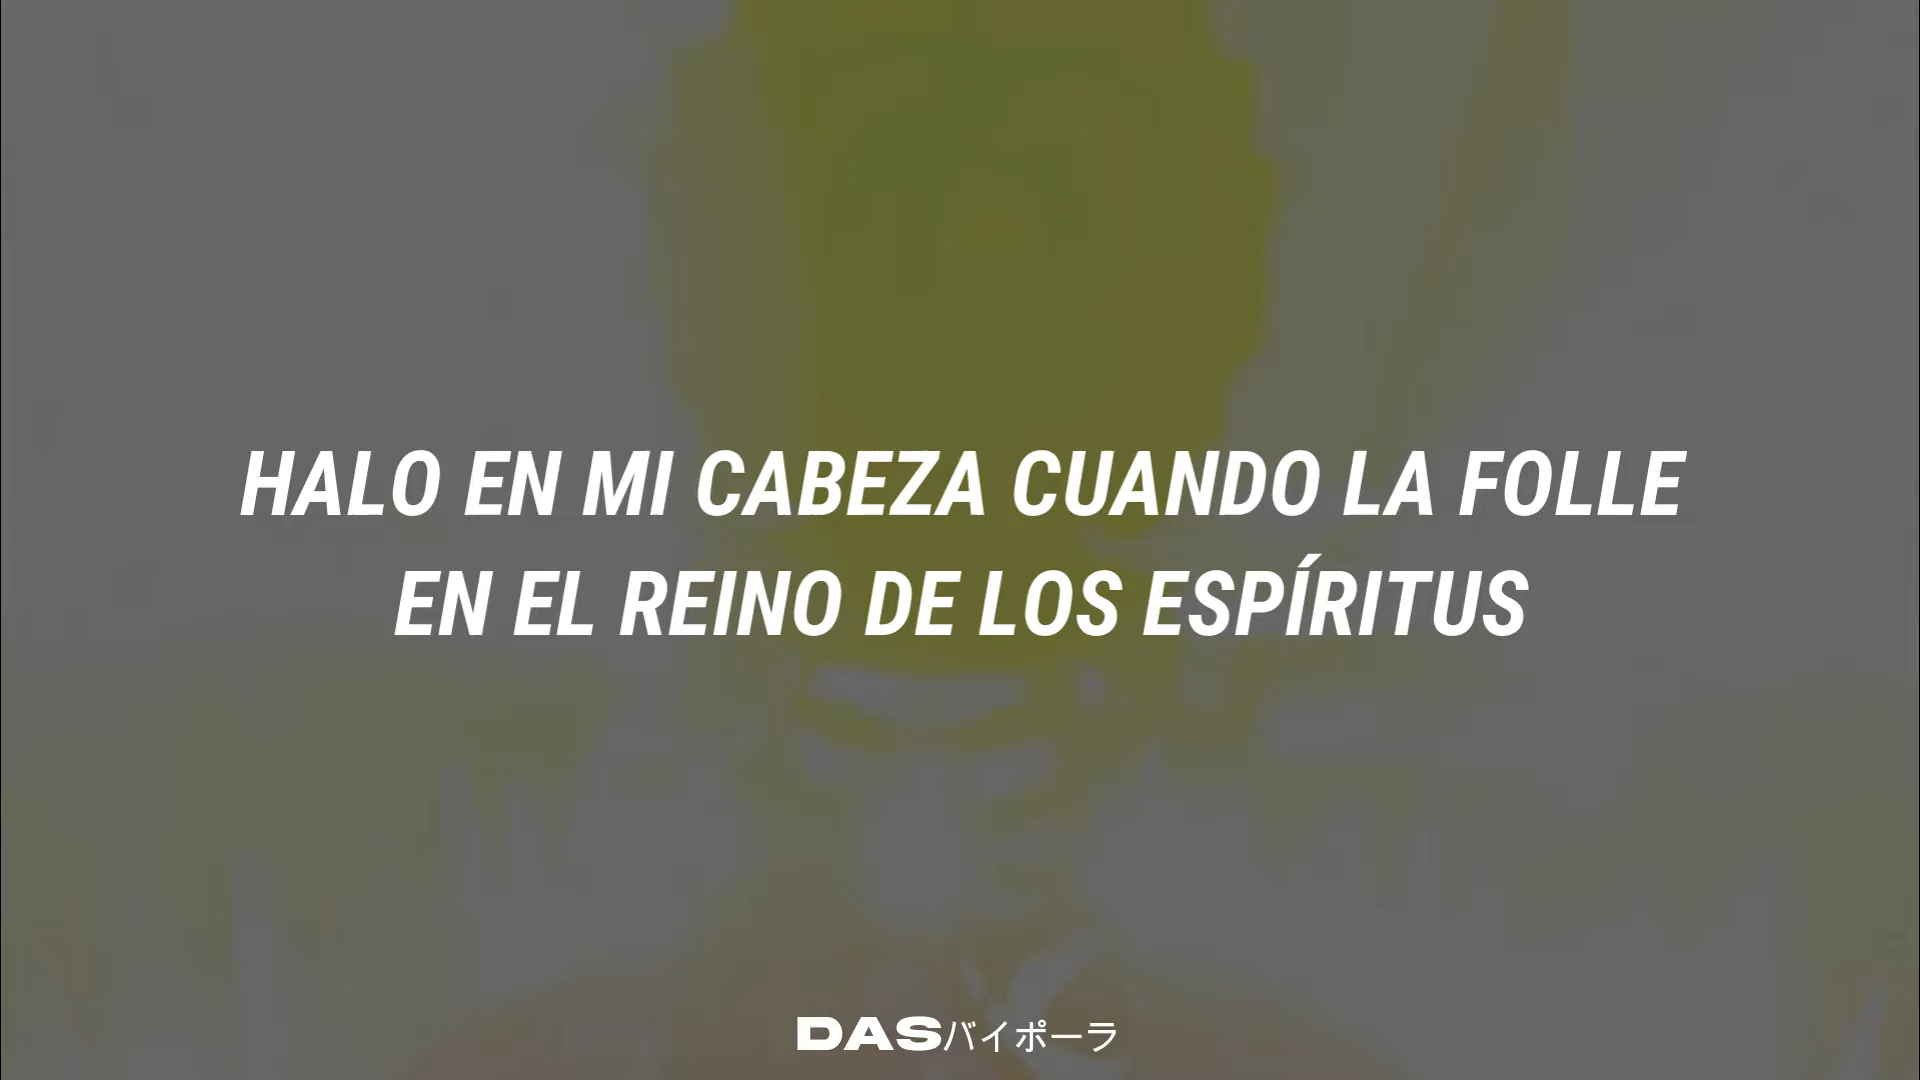 HALO EN MI CABEZA CUANDO LA FOLLE
EN EL REINO DE LOS ESPÍRITUS
DASバイポーラ